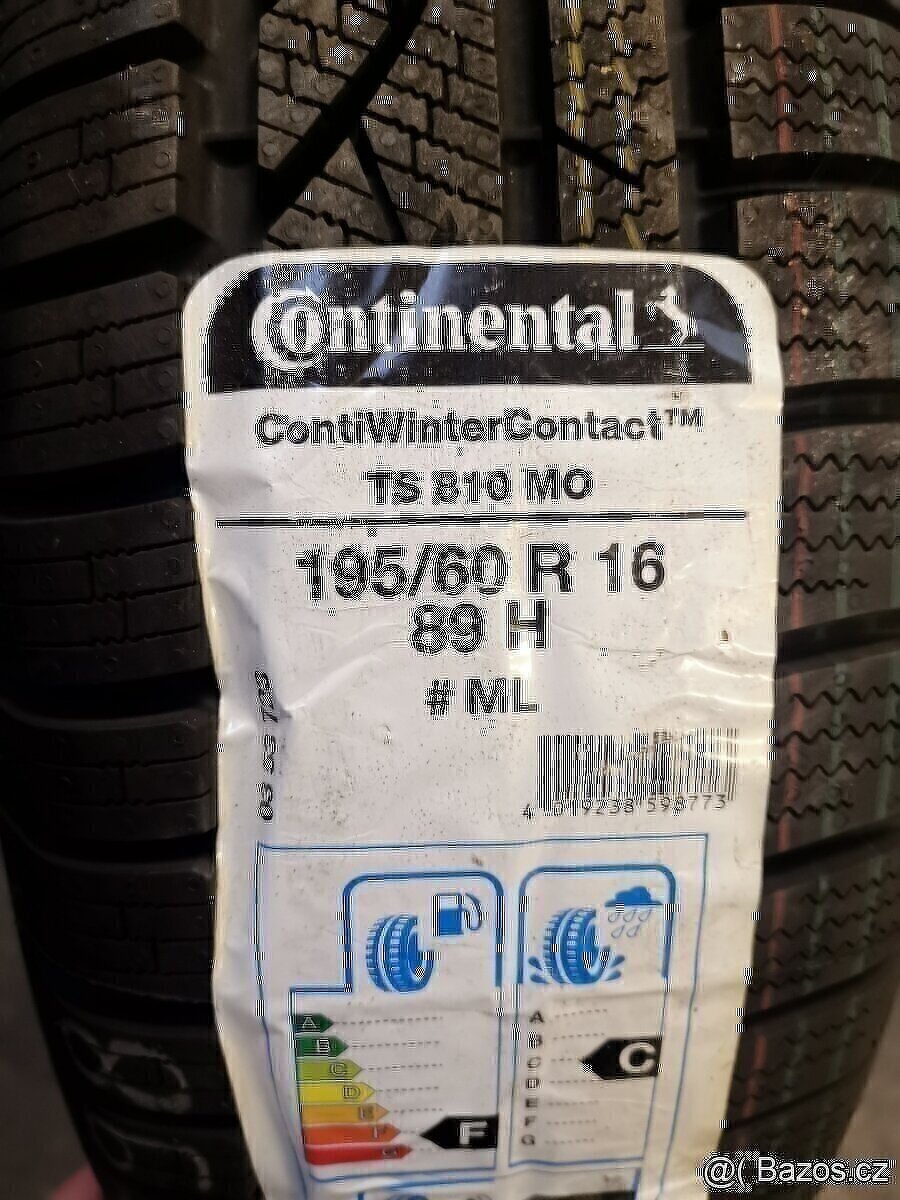 Continental
ContiWinterContact™
TS 810 MO
195/60 R 16
89 H
# ML
4 019238 598773
A
B
C
D
E
F
G
F
A
B
C
D
E
F
G
C
@( Bazos.cz